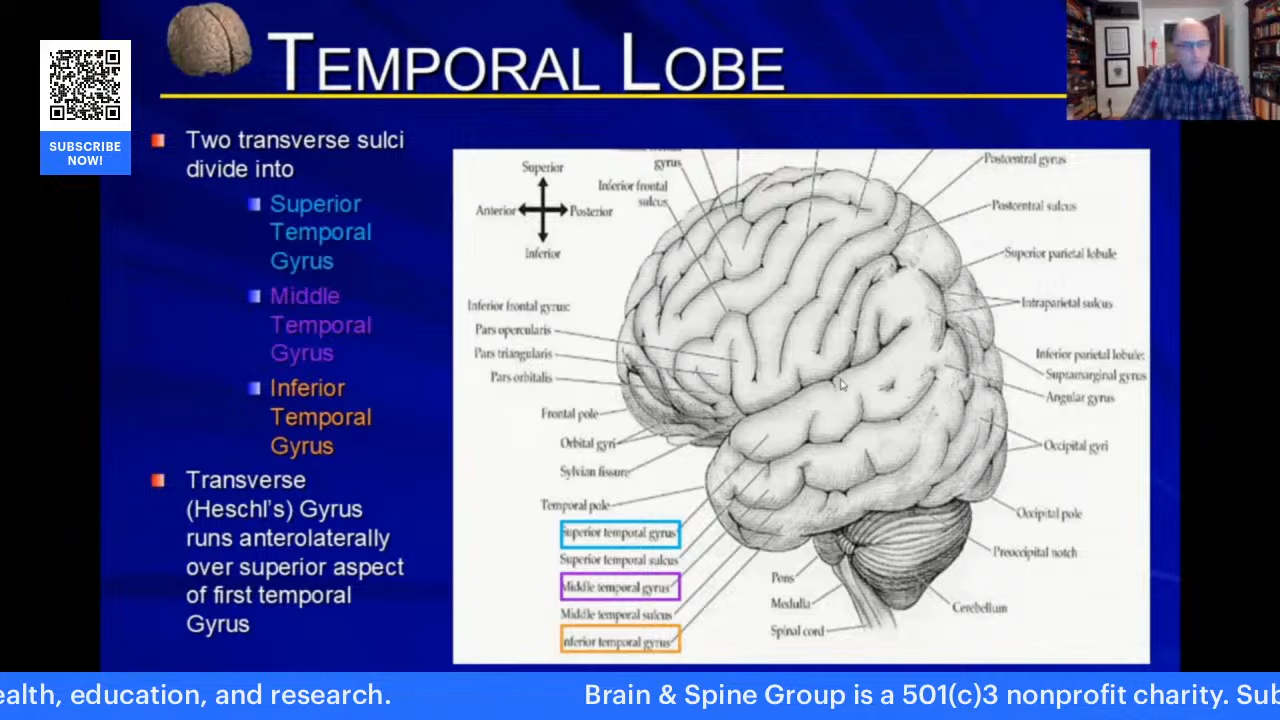 TEMPORAL LOBE
SUBSCRIBE
NOW!
Two transverse sulci
divide into
Superior
Temporal
Gyrus
Middle
Temporal
Gyrus
Inferior
Temporal
Gyrus
Transverse
(Heschl's) Gyrus
runs anterolaterally
over superior aspect
of first temporal
Gyrus
Superior
Anterior
Posterior
Inferior
gyrus
Inferior frontal
sulcus
Inferior frontal gyrus:
Pars opercularis
Pars triangularis
Pars orbitalis
Frontal pole
Orbital gyri
Sylvian fissure
Temporal pole
Superior temporal gyrus
Superior temporal sulcus
Middle temporal gyrus
Middle temporal sulcus
nferior temporal gyrus
Pons
Medulla
Spinal cord
Postcentral gyrus
Postcentral sulcus
Superior parietal lobule
Intraparietal sulcus
Inferior parietal lobule:
Supramarginal gyrus
Angular gyrus
Occipital gyri
Occipital pole
Preoccipital notch
Cerebellum
ealth, education, and research.
Brain & Spine Group is a 501(c)3 nonprofit charity. Sub